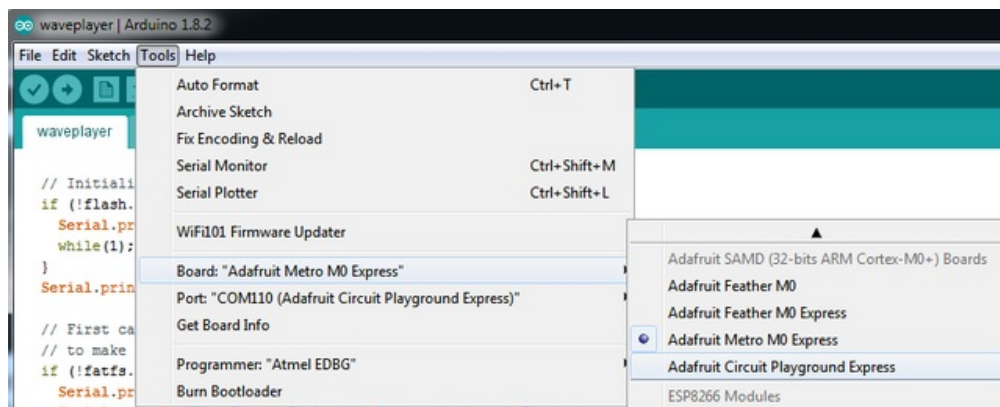 waveplayer | Arduino 1.8.2
File Edit Sketch Tools Help
waveplayer
// Initiali
if (!flash.
Serial.pr
while(1);
}
Serial.prin
// First ca
// to make
if (!fatfs.
Serial.pr
Auto Format Ctrl+T
Archive Sketch
Fix Encoding & Reload
Serial Monitor Ctrl+Shift+M
Serial Plotter Ctrl+Shift+L
WiFi101 Firmware Updater
Board: "Adafruit Metro M0 Express"
Port: "COM110 (Adafruit Circuit Playground Express)"
Get Board Info
Programmer: "Atmel EDBG"
Burn Bootloader
Adafruit SAMD (32-bits ARM Cortex-M0+) Boards
Adafruit Feather M0
Adafruit Feather M0 Express
Adafruit Metro M0 Express
Adafruit Circuit Playground Express
ESP8266 Modules